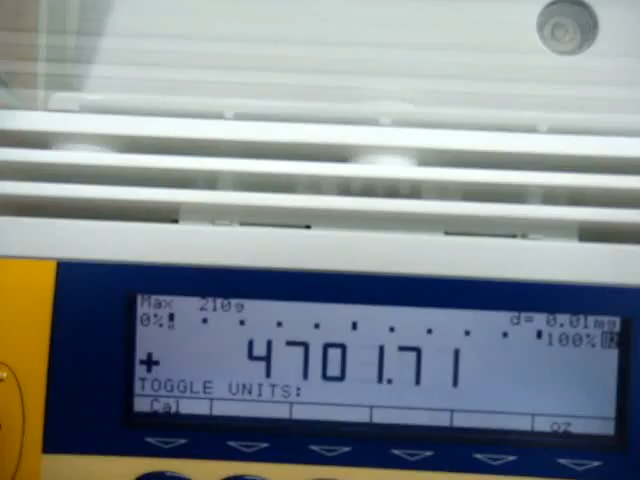 Max 210g
d= 0.01mg
0% 100%
+ 4701.71
TOGGLE UNITS:
Cal oz